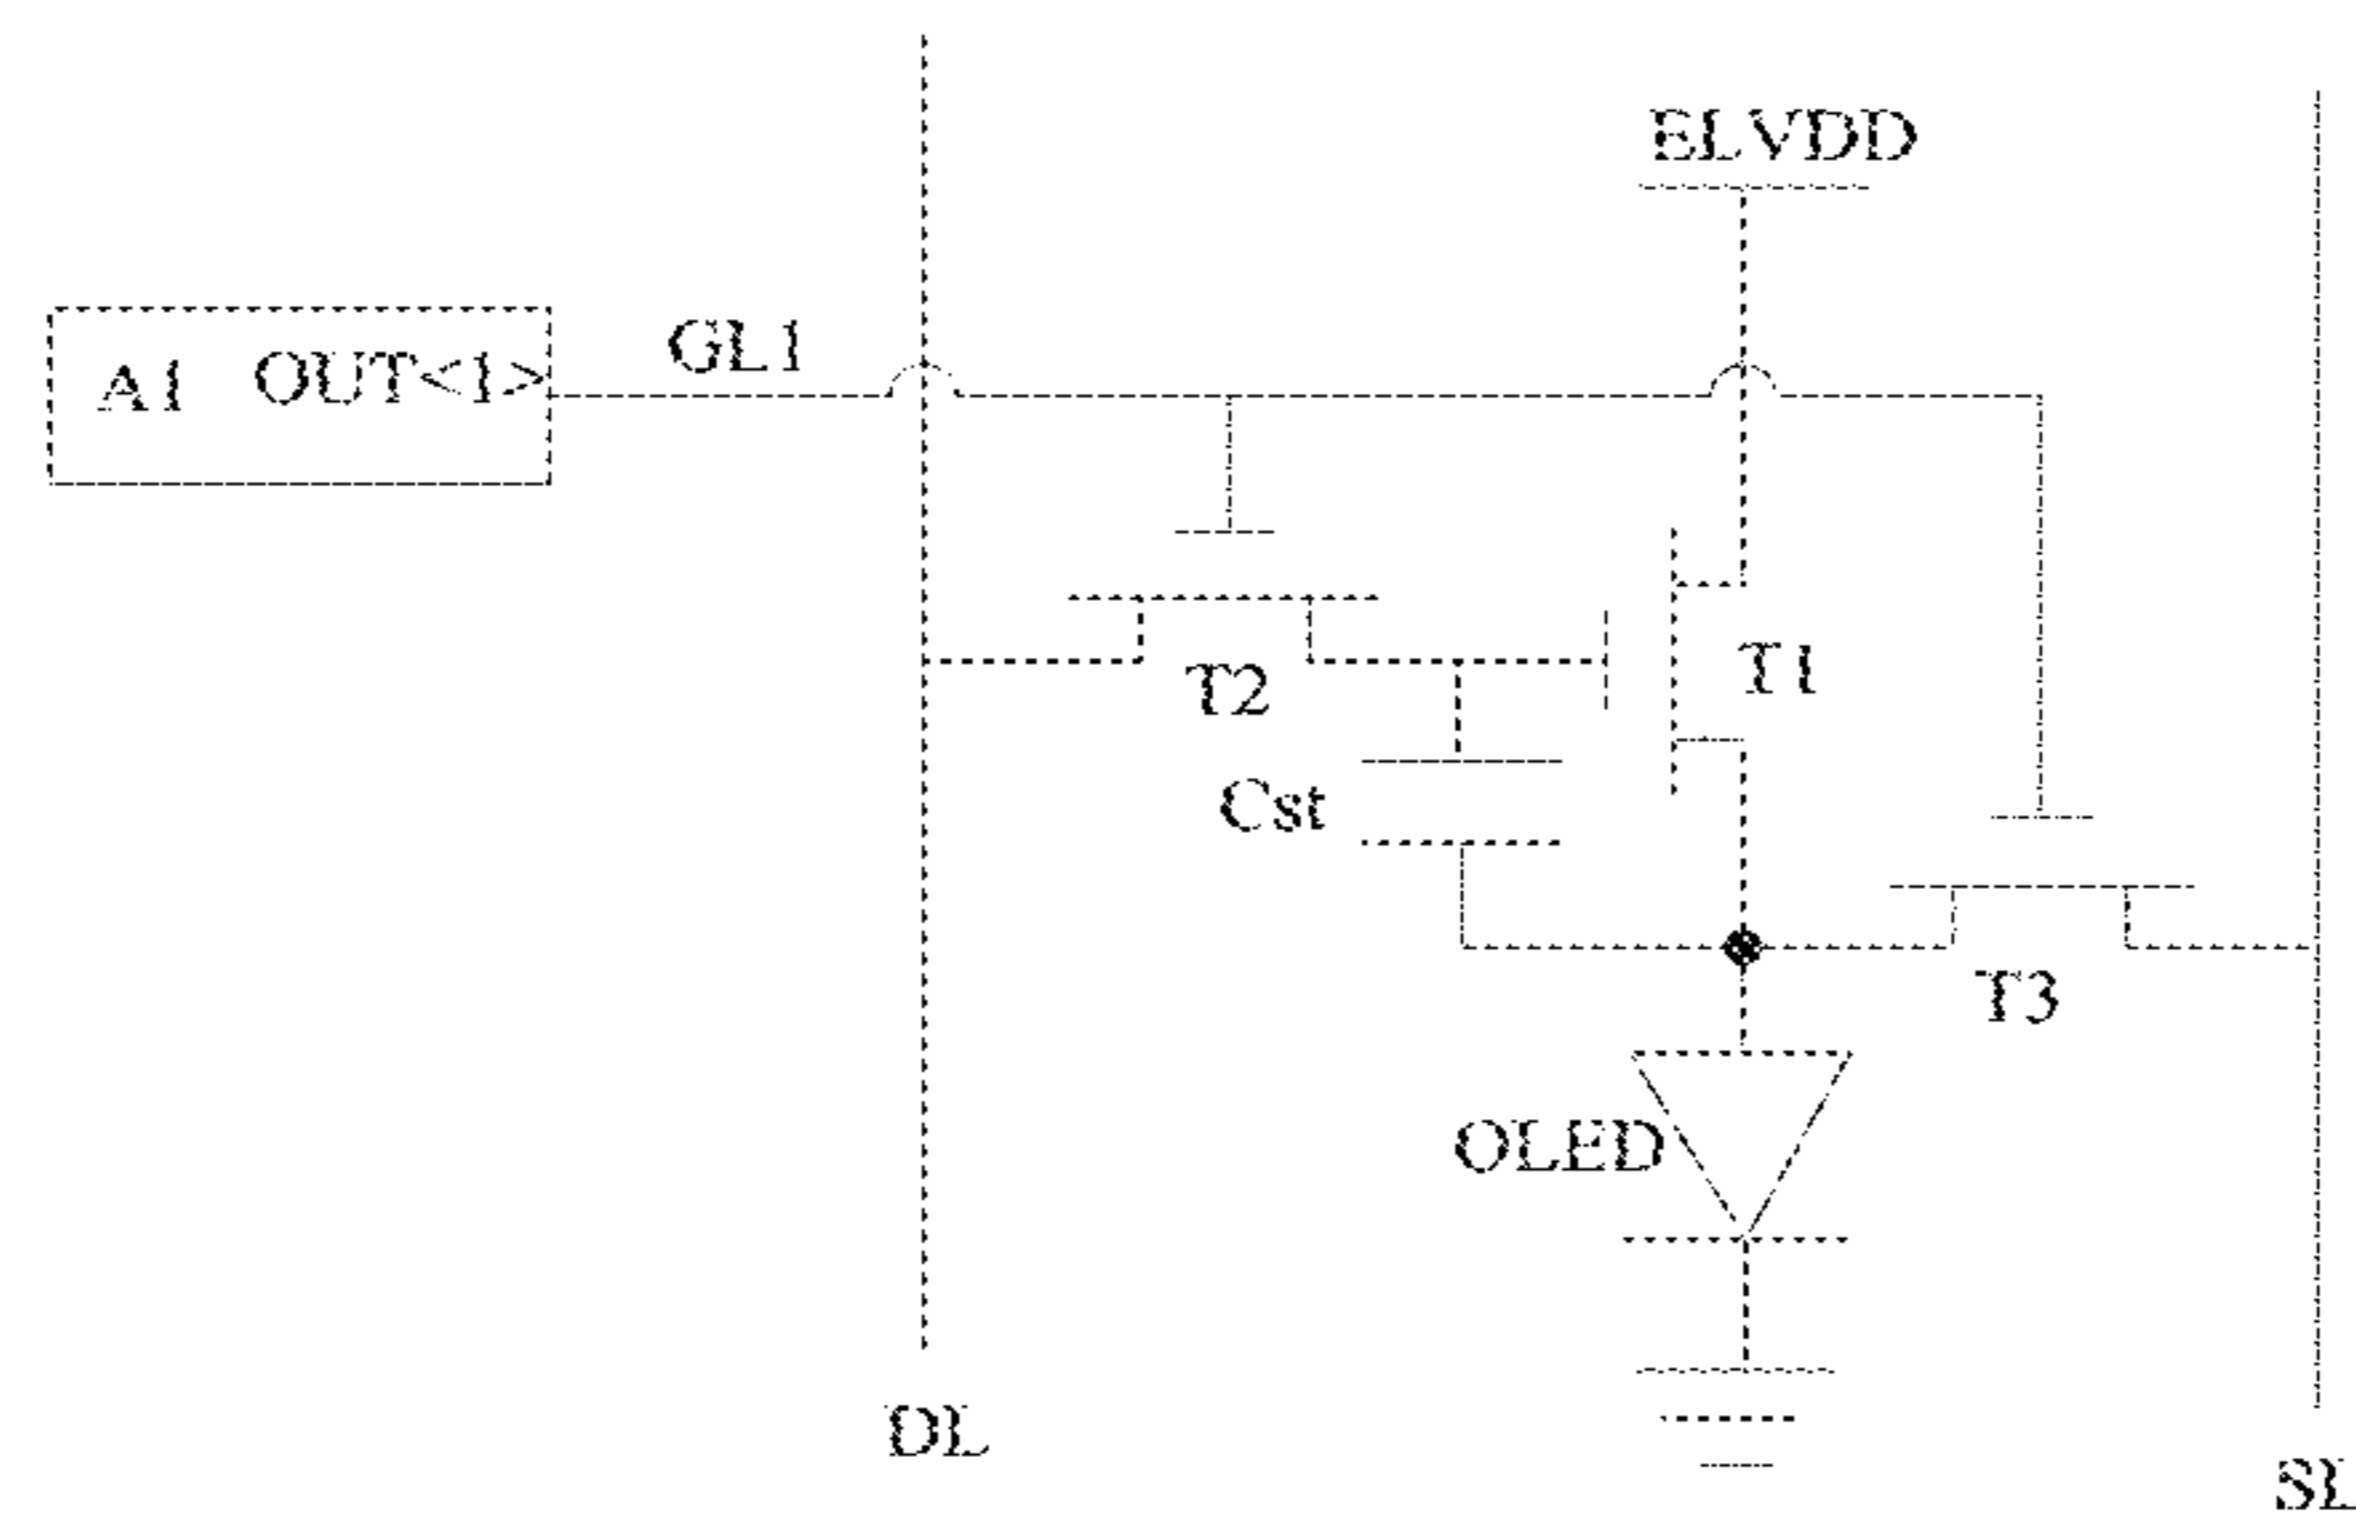 ELVDD
GL1
A1 OUT<1>
T1
T2
Cst
T3
OLED
DL
SL